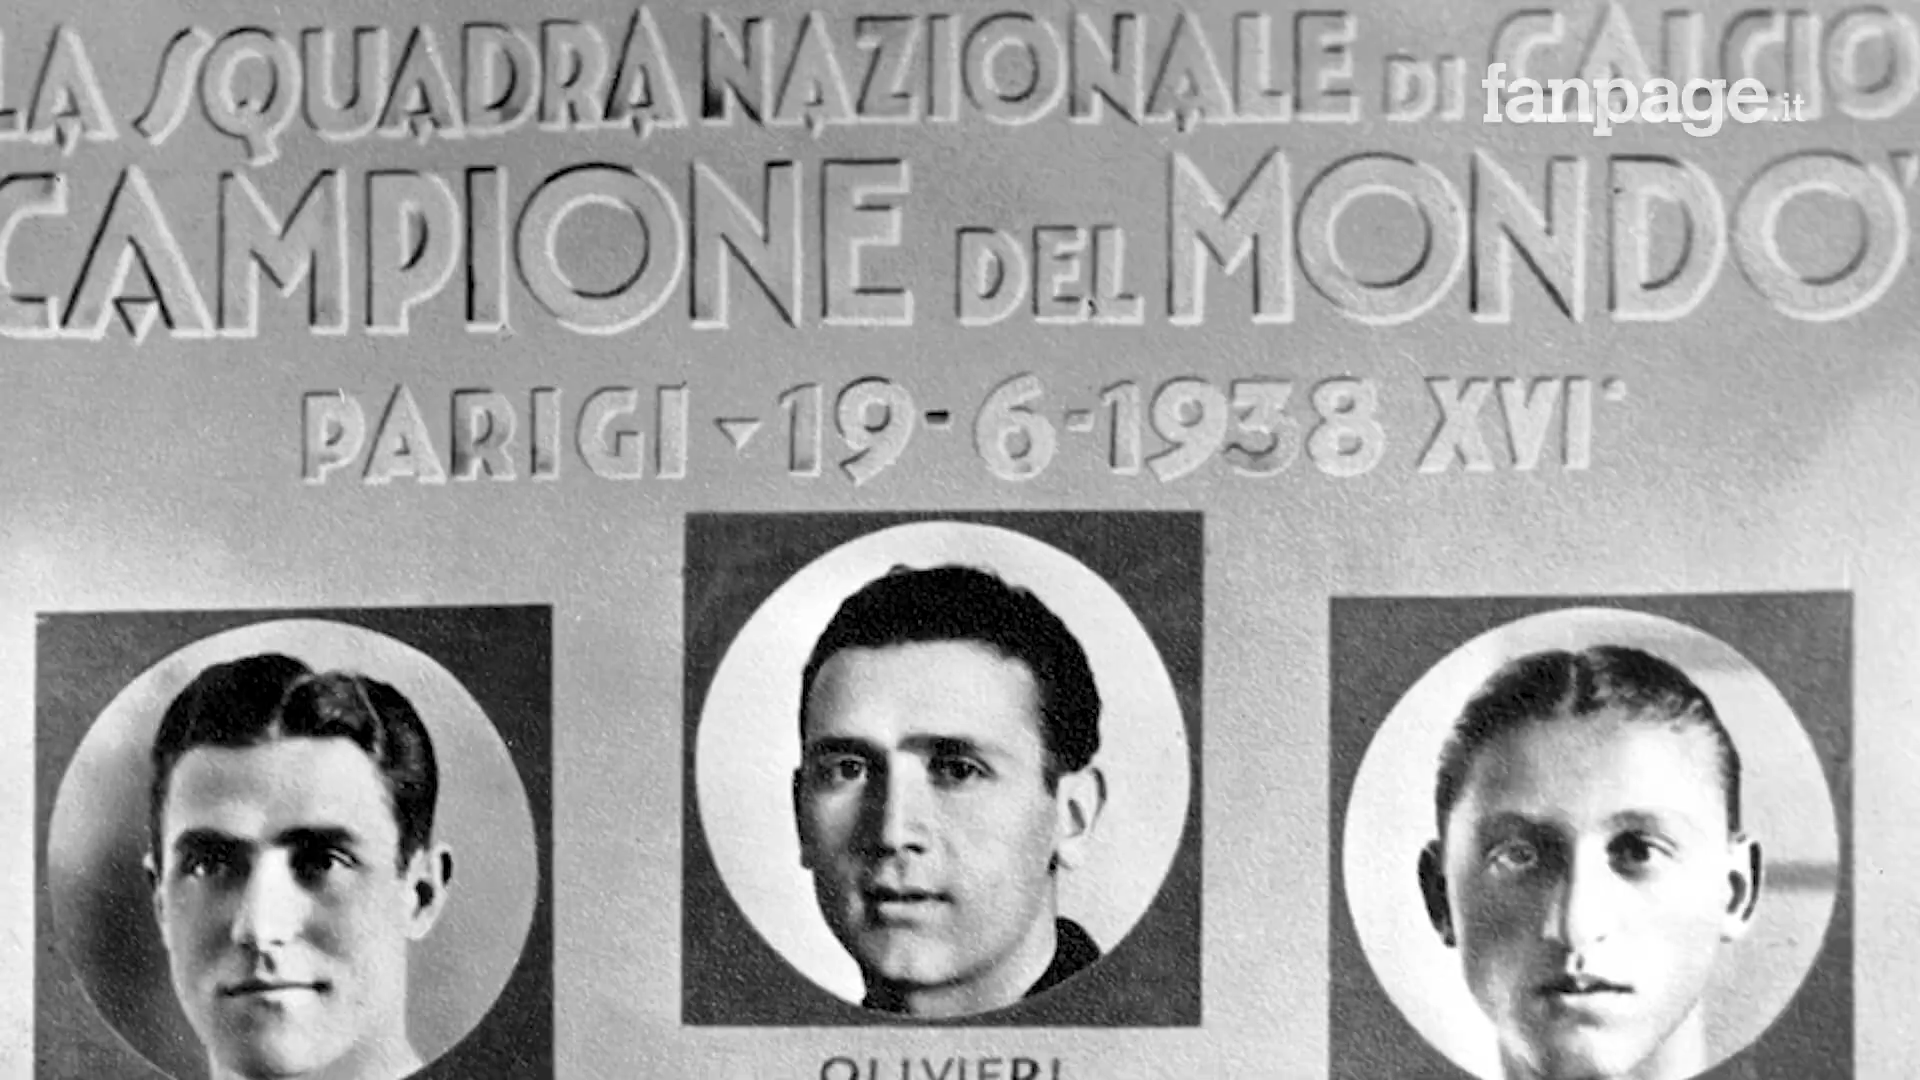 LA SQUADRA NAZIONALE DI CALCIO
fanpage.it
CAMPIONE DEL MONDO"
PARIGI - 19-6-1938 XVI°
OLIVIERI